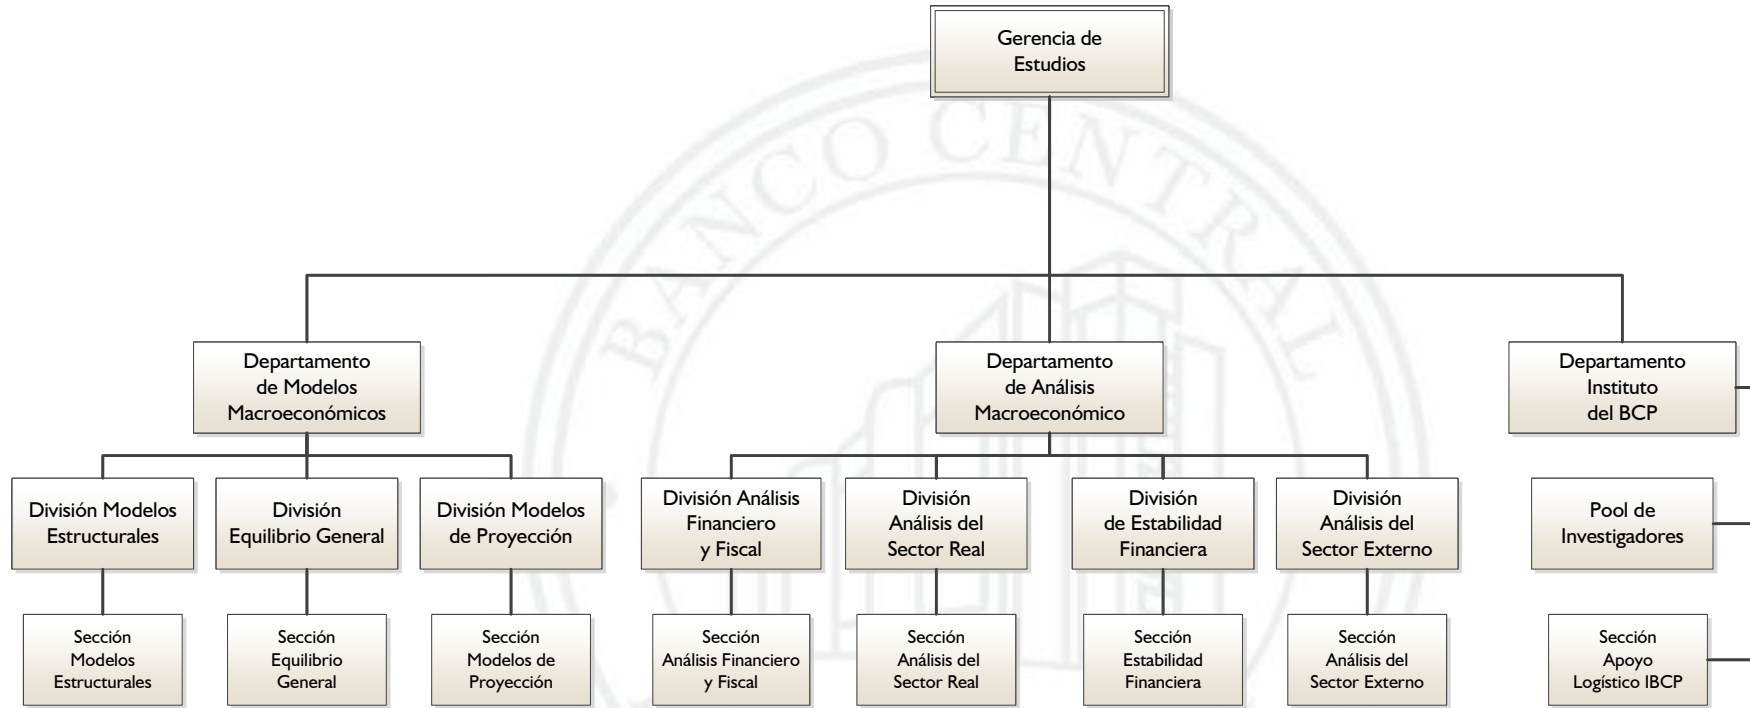 Gerencia de
Estudios
BANCO CENTRAL
Departamento
de Modelos
Macroeconómicos
Departamento
de Análisis
Macroeconómico
Departamento
Instituto
del BCP
División Modelos
Estructurales
División
Equilibrio General
División Modelos
de Proyección
División Análisis
Financiero
y Fiscal
División
Análisis del
Sector Real
División
de Estabilidad
Financiera
División
Análisis del
Sector Externo
Pool de
Investigadores
Sección
Modelos
Estructurales
Sección
Equilibrio
General
Sección
Modelos de
Proyección
Sección
Análisis Financiero
y Fiscal
Sección
Análisis del
Sector Real
Sección
Estabilidad
Financiera
Sección
Análisis del
Sector Externo
Sección
Apoyo
Logístico IBCP